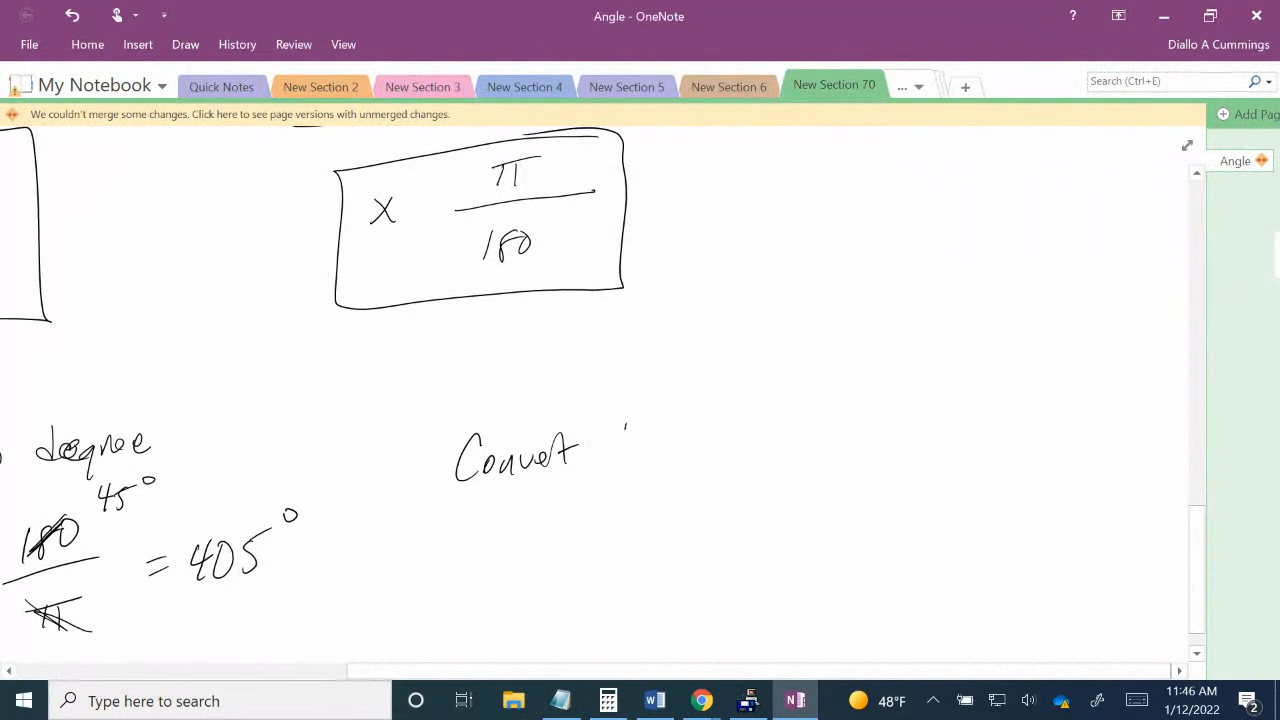 Angle - OneNote
?
File Home Insert Draw History Review View
Diallo A Cummings
My Notebook
Quick Notes
New Section 2
New Section 3
New Section 4
New Section 5
New Section 6
New Section 70
...
+
Search (Ctrl+E)
We couldn't merge some changes. Click here to see page versions with unmerged changes.
Add Pag
Angle
x π
180
degree
45°
180
π
= 405°
Convert
Type here to search
48°F
11:46 AM
1/12/2022
2